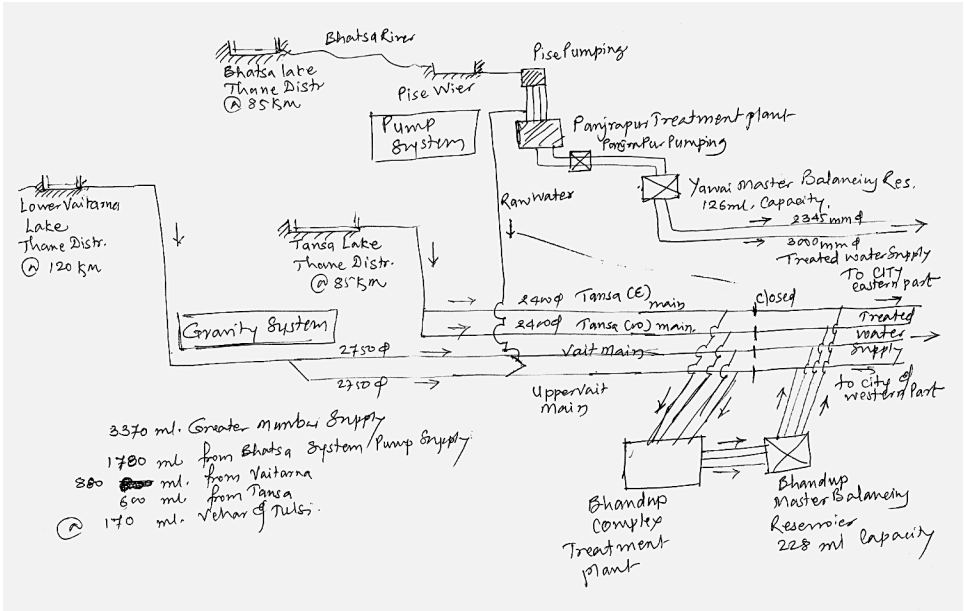 Bhatsa River
Bhatsa lake
Thane Distr
@ 85 Km
Pise Wier
Pise Pumping
Pump
System
Panjrapur Treatment plant
Panjrapur Pumping
Yawai Master Balancing Res.
126 ml. Capacity.
2345 mm φ
3000 mm φ
Treated water Supply
To CITY
eastern part
Raw water
Lower Vaitarna
Lake
Thane Distr.
@ 120 Km
Tansa Lake
Thane Distr.
@ 85 Km
Gravity System
2400 φ Tansa (E) main
2400 φ Tansa (w) main.
2750 φ Vait Main
2750 φ Upper Vait
Main
closed
Treated
water
Supply
to city of
western Part
3370 ml. Greater Mumbai Supply
1780 ml from Bhatsa System/Pump Supply.
880 ml. from Vaitarna
600 ml from Tansa
@ 170 ml. Vehar & Tulsi.
Bhandup
Complex
Treatment
plant
Bhandup
Master Balancing
Reservoier
228 ml Capacity